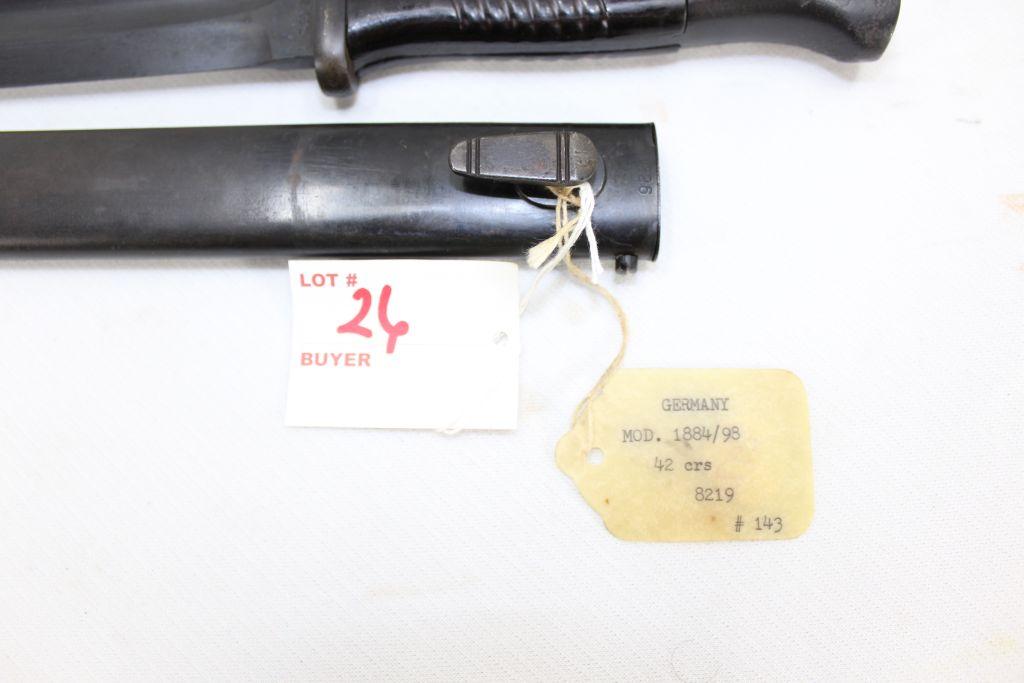 LOT #
24
BUYER
GERMANY
MOD. 1884/98
42 crs
8219
# 143